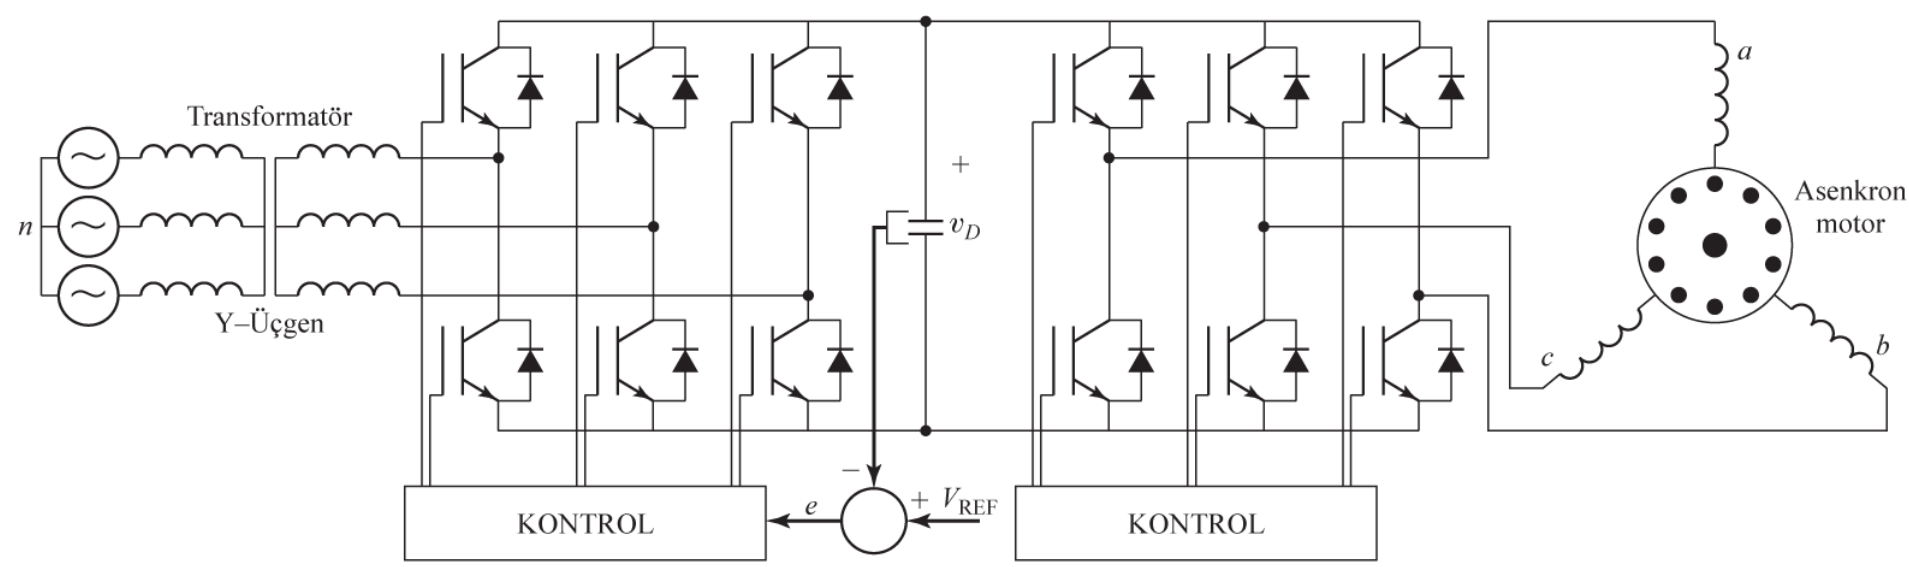 Transformatör
n
Y–Üçgen
+
v_D
a
Asenkron
motor
c
b
–
e
+ V_REF
KONTROL
KONTROL